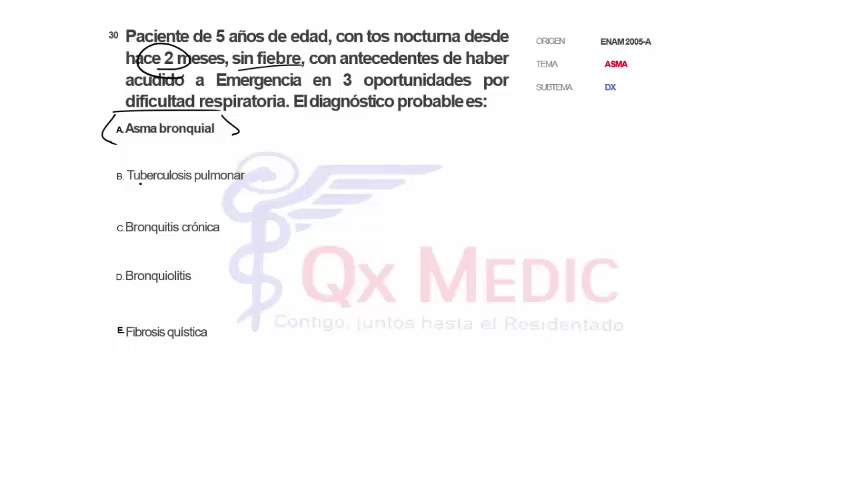 30 Paciente de 5 años de edad, con tos nocturna desde
hace 2 meses, sin fiebre, con antecedentes de haber
acudido a Emergencia en 3 oportunidades por
dificultad respiratoria. El diagnóstico probable es:
A. Asma bronquial
B. Tuberculosis pulmonar
C. Bronquitis crónica
D. Bronquiolitis
E. Fibrosis quística
ORIGEN ENAM 2005-A
TEMA ASMA
SUBTEMA DX
Qx MEDIC
Contigo, juntos hasta el Residentado